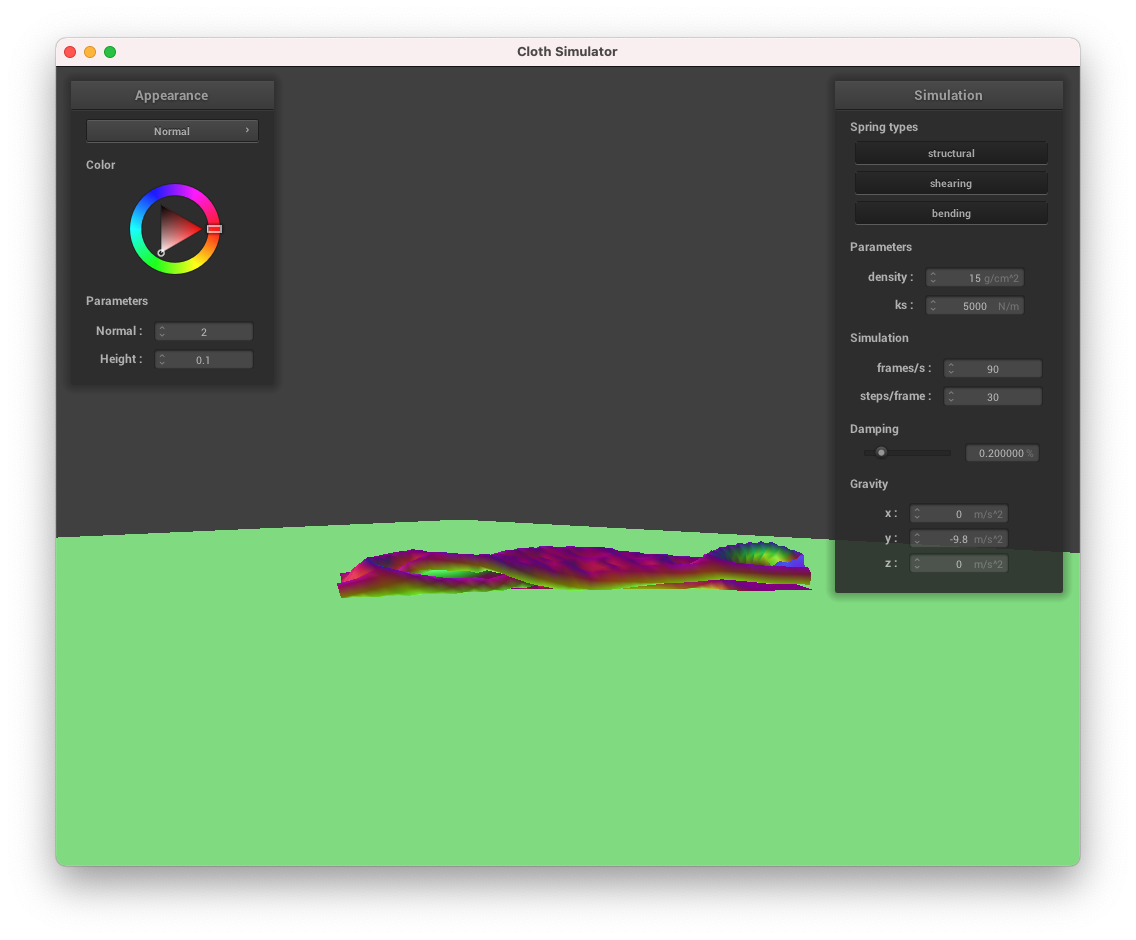 Cloth Simulator
Appearance
Normal
Color
Parameters
Normal : 2
Height : 0.1
Simulation
Spring types
structural
shearing
bending
Parameters
density : 15 g/cm^2
ks : 5000 N/m
Simulation
frames/s : 90
steps/frame : 30
Damping
0.200000 %
Gravity
x : 0 m/s^2
y : -9.8 m/s^2
z : 0 m/s^2